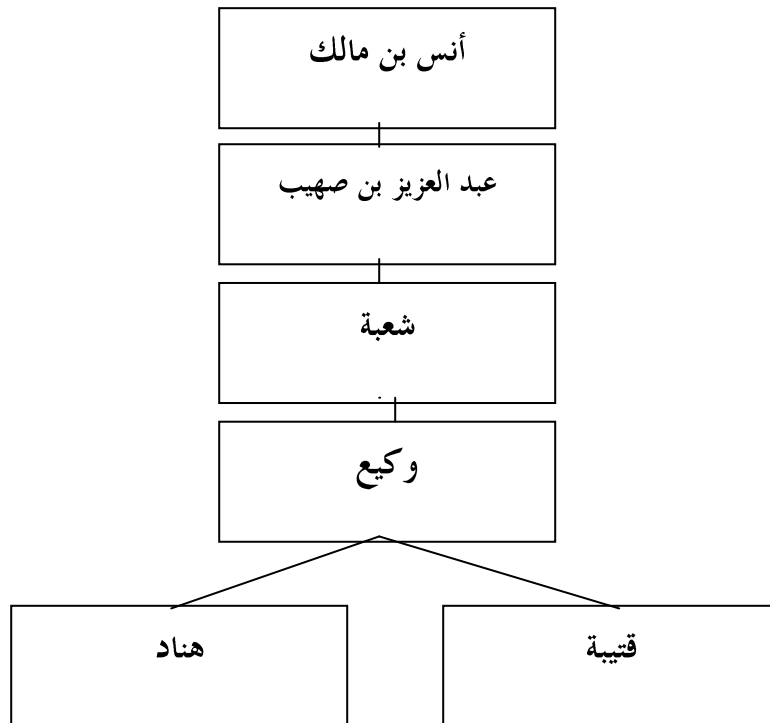 أنس بن مالك
عبد العزيز بن صهيب
شعبة
وكيع
قتيبة
هناد